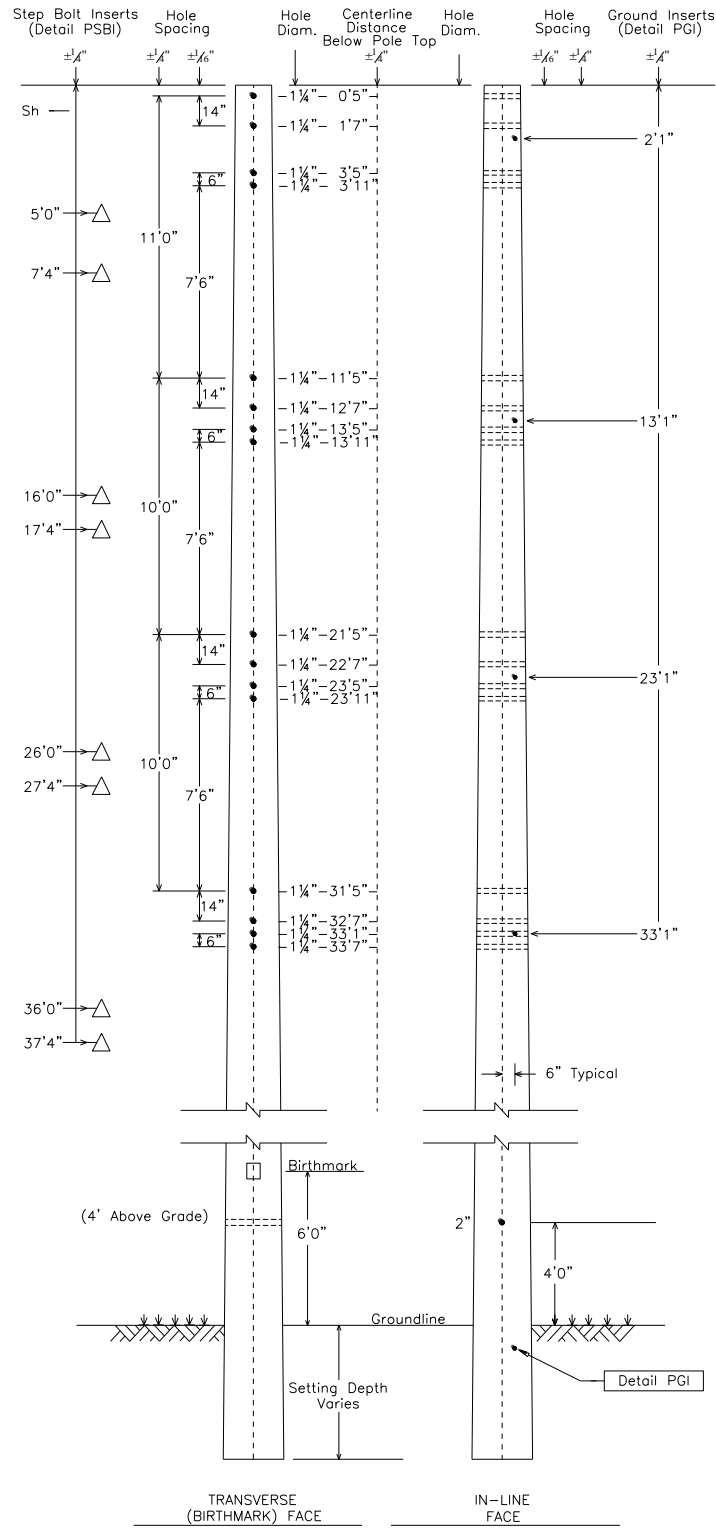 Step Bolt Inserts
(Detail PSBI)
±¼"
Hole
Spacing
±¼"
±1⁄16"
Hole
Diam.
Centerline
Distance
Below Pole Top
±¼"
Hole
Diam.
Hole
Spacing
±1⁄16"
±¼"
Ground Inserts
(Detail PGI)
±¼"
Sh
14"
1¼" 0'5"
1¼" 1'7"
2'1"
6"
1¼" 3'5"
1¼" 3'11"
5'0"
11'0"
7'4"
7'6"
1¼" 11'5"
14"
1¼" 12'7"
13'1"
1¼" 13'5"
6"
1¼" 13'11"
16'0"
10'0"
17'4"
7'6"
1¼" 21'5"
14"
1¼" 22'7"
23'1"
1¼" 23'5"
6"
1¼" 23'11"
26'0"
10'0"
27'4"
7'6"
1¼" 31'5"
14"
1¼" 32'7"
1¼" 33'1"
33'1"
6"
1¼" 33'7"
36'0"
37'4"
6" Typical
Birthmark
(4' Above Grade)
6'0"
2"
4'0"
Groundline
Detail PGI
Setting Depth
Varies
TRANSVERSE
(BIRTHMARK) FACE
IN-LINE
FACE